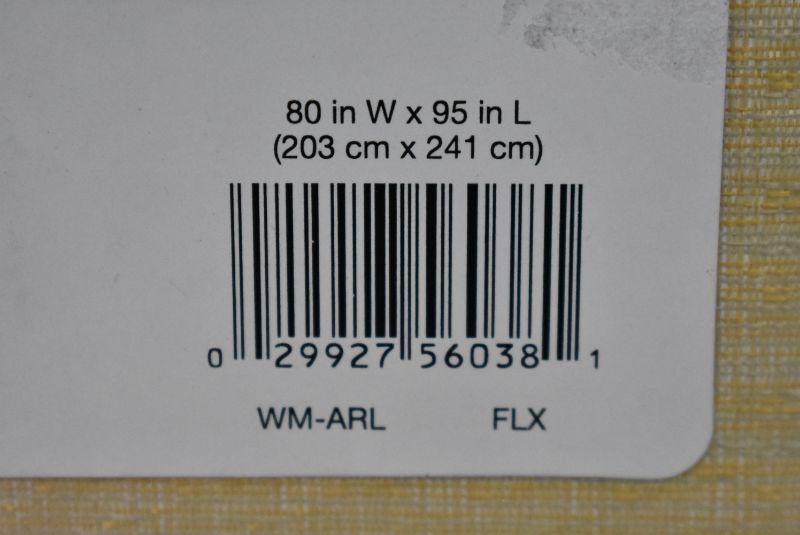 80 in W x 95 in L
(203 cm x 241 cm)
0 29927 56038 1
WM-ARL FLX